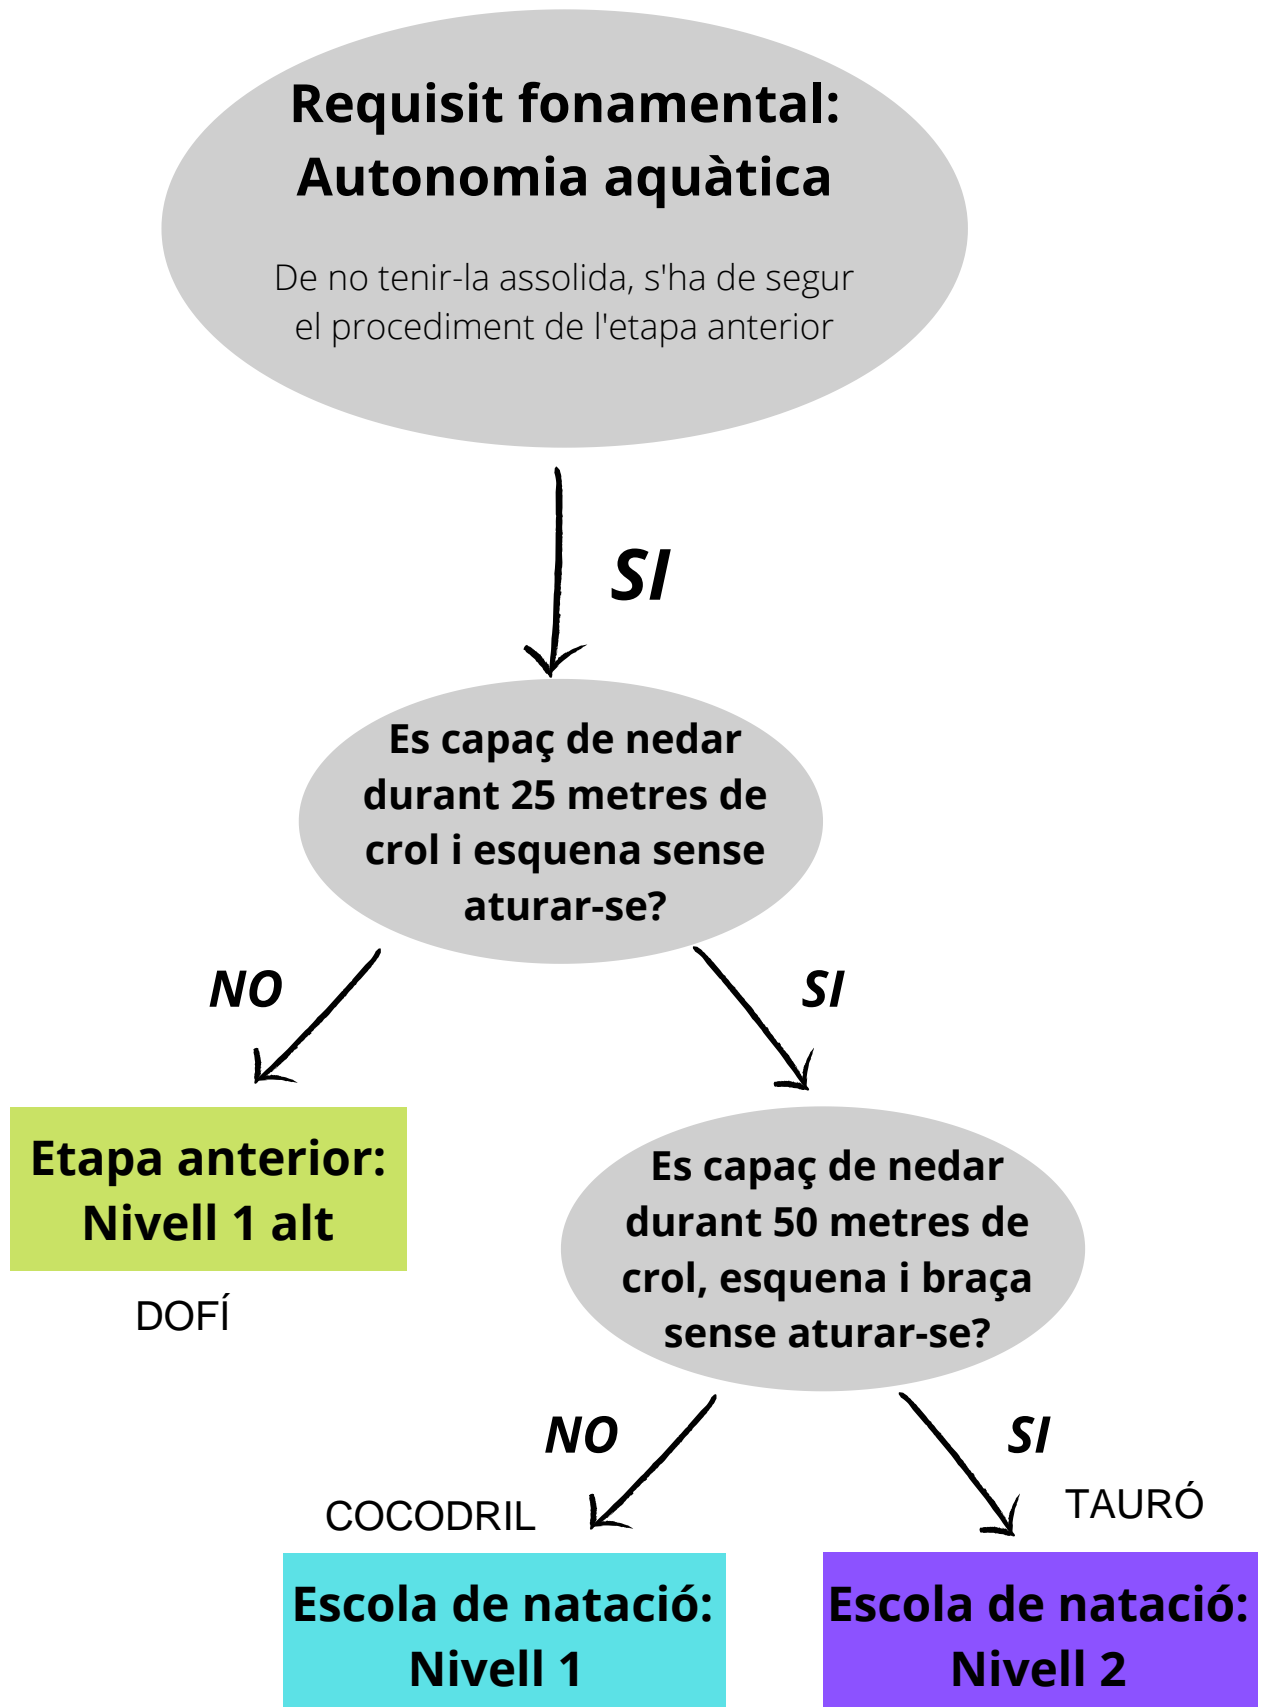 Requisit fonamental:
Autonomia aquàtica
De no tenir-la assolida, s'ha de segur
el procediment de l'etapa anterior
SI
Es capaç de nedar
durant 25 metres de
crol i esquena sense
aturar-se?
NO
SI
Etapa anterior:
Nivell 1 alt
DOFÍ
Es capaç de nedar
durant 50 metres de
crol, esquena i braça
sense aturar-se?
NO
SI
COCODRIL
TAURÓ
Escola de natació:
Nivell 1
Escola de natació:
Nivell 2